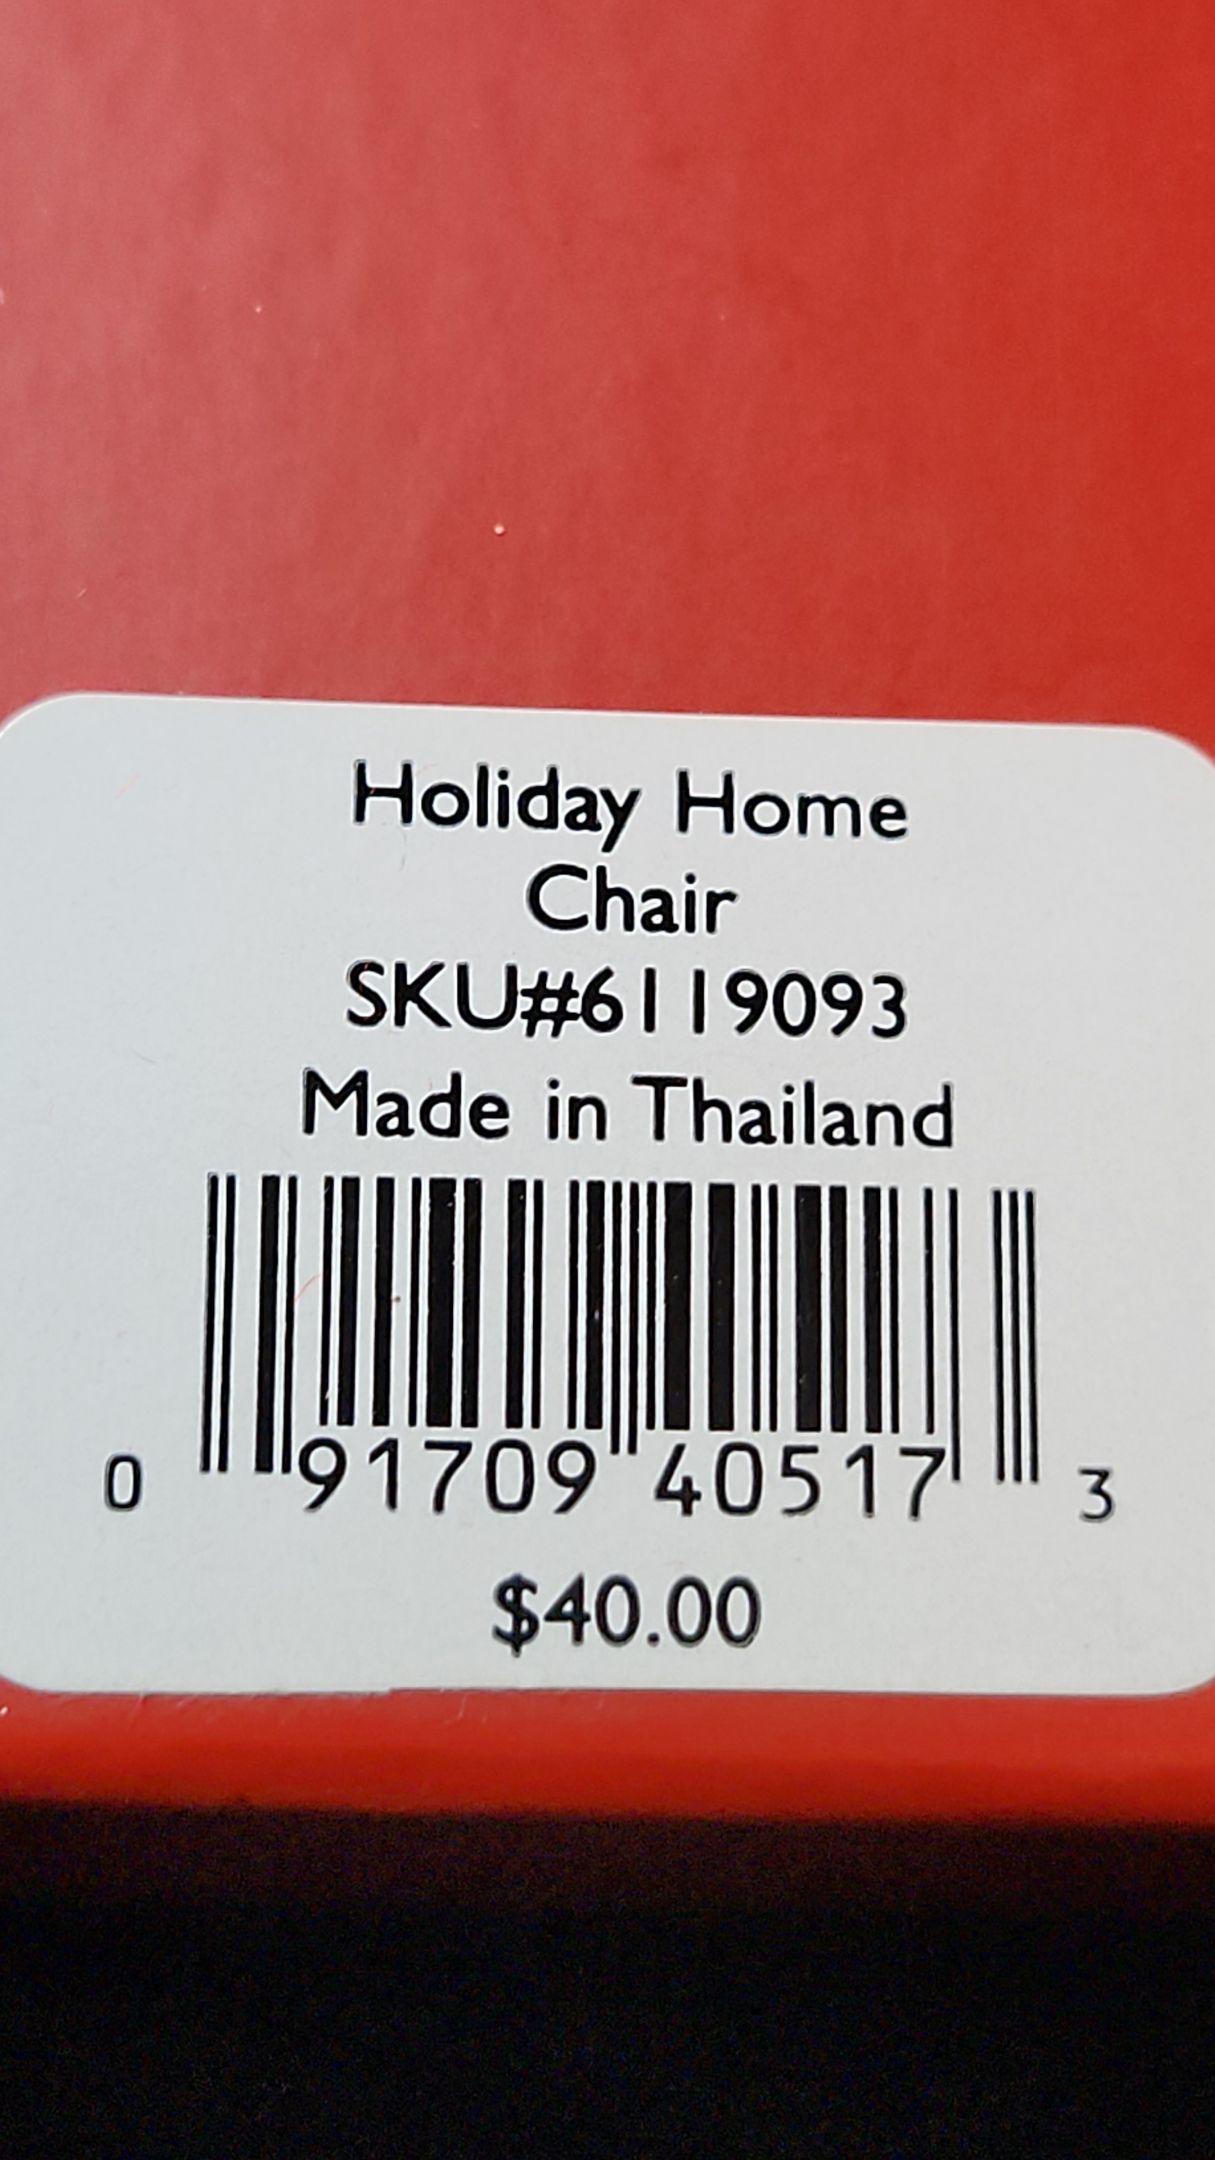 Holiday Home
Chair
SKU#6119093
Made in Thailand
0 91709 40517 3
$40.00